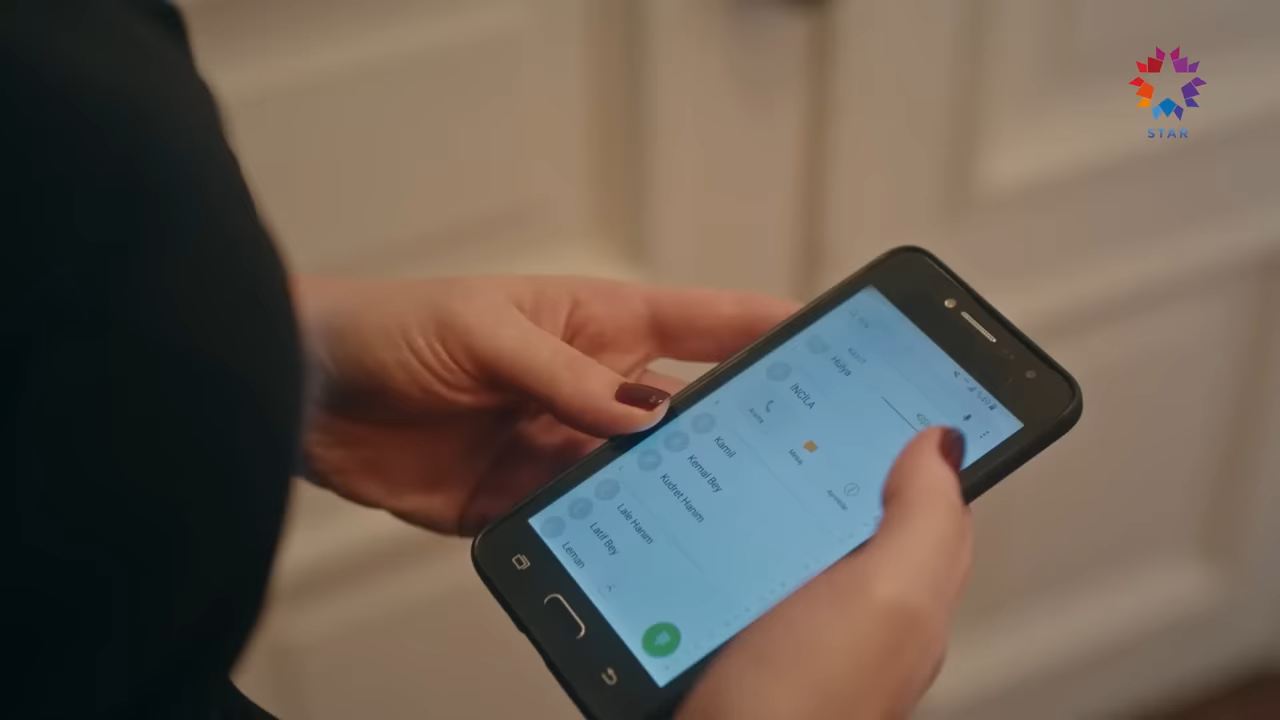 STAR
Hülya
İNCİLA
Kamil
Kemal Bey
Kudret Hanım
Lale Hanım
Latif Bey
Leman